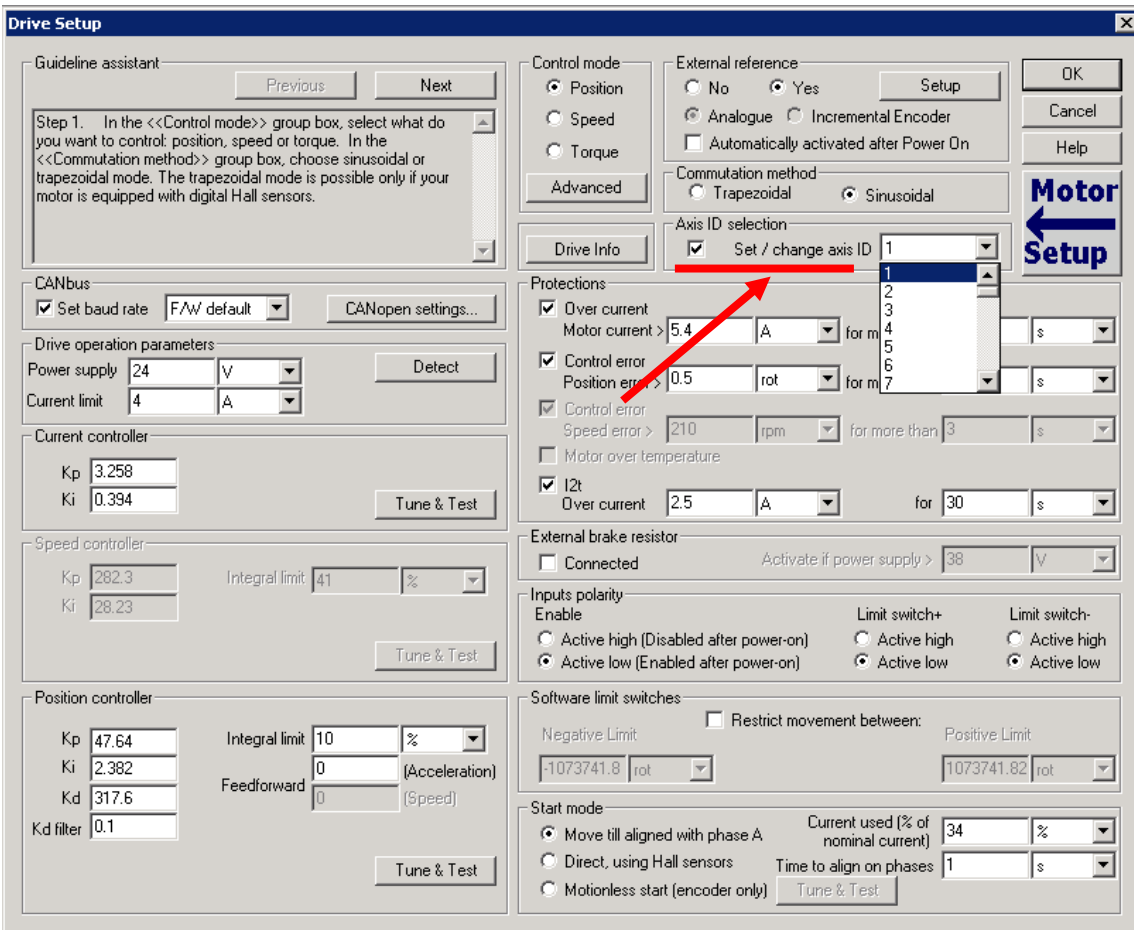 Drive Setup
Guideline assistant
Previous
Next
Step 1. In the <<Control mode>> group box, select what do
you want to control: position, speed or torque. In the
<<Commutation method>> group box, choose sinusoidal or
trapezoidal mode. The trapezoidal mode is possible only if your
motor is equipped with digital Hall sensors.
Control mode
Position
Speed
Torque
Advanced
Drive Info
External reference
No
Yes
Setup
Analogue
Incremental Encoder
Automatically activated after Power On
Commutation method
Trapezoidal
Sinusoidal
Axis ID selection
Set / change axis ID
1
1
2
3
4
5
6
7
OK
Cancel
Help
Motor
Setup
CANbus
Set baud rate
F/W default
CANopen settings...
Drive operation parameters
Power supply
24
V
Detect
Current limit
4
A
Current controller
Kp
3.258
Ki
0.394
Tune & Test
Speed controller
Kp
282.3
Integral limit
41
%
Ki
28.23
Tune & Test
Position controller
Kp
47.64
Integral limit
10
%
Ki
2.382
Feedforward
0
(Acceleration)
Kd
317.6
0
(Speed)
Kd filter
0.1
Tune & Test
Protections
Over current
Motor current >
5.4
A
for m
s
Control error
Position error >
0.5
rot
for m
s
Control error
Speed error >
210
rpm
for more than
3
s
Motor over temperature
I2t
Over current
2.5
A
for
30
s
External brake resistor
Connected
Activate if power supply >
38
V
Inputs polarity
Enable
Limit switch+
Limit switch-
Active high (Disabled after power-on)
Active high
Active high
Active low (Enabled after power-on)
Active low
Active low
Software limit switches
Restrict movement between:
Negative Limit
Positive Limit
-1073741.8
rot
1073741.82
rot
Start mode
Move till aligned with phase A
Current used (% of
nominal current)
34
%
Direct, using Hall sensors
Time to align on phases
1
s
Motionless start (encoder only)
Tune & Test